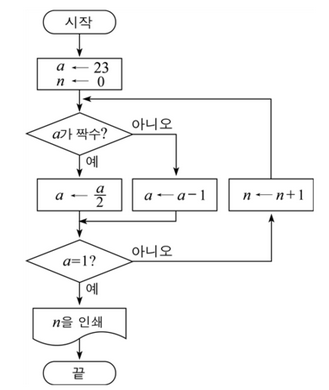 시작
a ← 23
n ← 0
a가 짝수?
아니오
예
a ← a/2
a ← a−1
n ← n+1
a=1?
아니오
예
n을 인쇄
끝